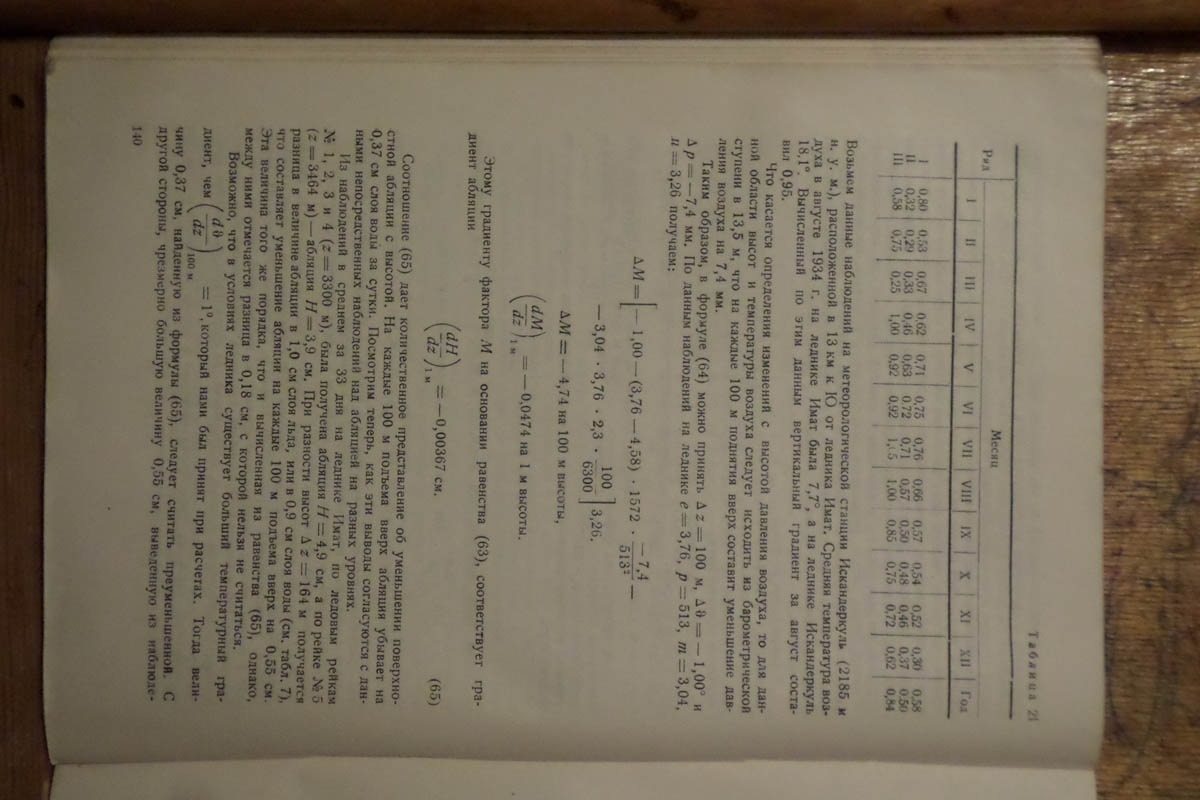 Таблица 21
Ряд Месяц
I II III IV V VI VII VIII IX X XI XII Год
I 0,80 0,53 0,67 0,62 0,71 0,75 0,76 0,66 0,57 0,54 0,52 0,39 0,58
II 0,32 0,29 0,33 0,46 0,63 0,72 0,71 0,57 0,50 0,48 0,46 0,37 0,50
III 0,58 0,75 0,25 1,00 0,92 0,92 1,15 1,00 0,85 0,75 0,72 0,62 0,84
Возьмем данные наблюдений на метеорологической станции Искандеркуль (2185 м
н. у. м.), расположенной в 13 км к Ю от ледника Имат. Средняя температура воз-
духа в августе 1934 г. на леднике Имат была 7,7°, а на леднике Искандеркуль
18,1°. Вычисленный по этим данным вертикальный градиент за август соста-
вил 0,95.
Что касается определения изменений с высотой давления воздуха, то для дан-
ной области высот и температуры воздуха следует исходить из барометрической
ступени в 13,5 м, что на каждые 100 м поднятия вверх составит уменьшение дав-
ления воздуха на 7,4 мм.
Таким образом, в формуле (64) можно принять Δz = 100 м, Δϑ = — 1,00° и
Δp = — 7,4 мм. По данным наблюдений на леднике e = 3,76, p = 513, m = 3,04,
u = 3,26 получаем:
ΔM = [ — 1,00 — (3,76 — 4,58) · 1572 · —7,4/513² —
— 3,04 · 3,76 · 2,3 · 100/6300 ] 3,26.
ΔM = — 4,74 на 100 м высоты,
(dM/dz)1 м = — 0,0474 на 1 м высоты.
Этому градиенту фактора M на основании равенства (63), соответствует гра-
диент абляции
(dH/dz)1 м = —0,00367 см. (65)
Соотношение (65) дает количественное представление об уменьшении поверхно-
стной абляции с высотой. На каждые 100 м подъема вверх абляция убывает на
0,37 см слоя воды за сутки. Посмотрим теперь, как эти выводы согласуются с дан-
ными непосредственных наблюдений над абляцией на разных уровнях.
Из наблюдений в среднем за 33 дня на леднике Имат, по ледовым рейкам
№ 1, 2, 3 и 4 (z = 3300 м), была получена абляция H = 4,9 см, а по рейке № 5
(z = 3464 м) — абляция H = 3,9 см. При разности высот Δz = 164 м получается
разница в величине абляции в 1,0 см слоя льда, или в 0,9 см слоя воды (см. табл. 7),
что составляет уменьшение абляции на каждые 100 м подъема вверх на 0,55 см.
Эта величина того же порядка, что и вычисленная из равенства (65), однако,
между ними отмечается разница в 0,18 см, с которой нельзя не считаться.
Возможно, что в условиях ледника существует больший температурный гра-
диент, чем (dϑ/dz)100 м = 1°, который нами был принят при расчетах. Тогда вели-
чину 0,37 см, найденную из формулы (65), следует считать преуменьшенной. С
другой стороны, чрезмерно большую величину 0,55 см, выведенную из наблюде-
140